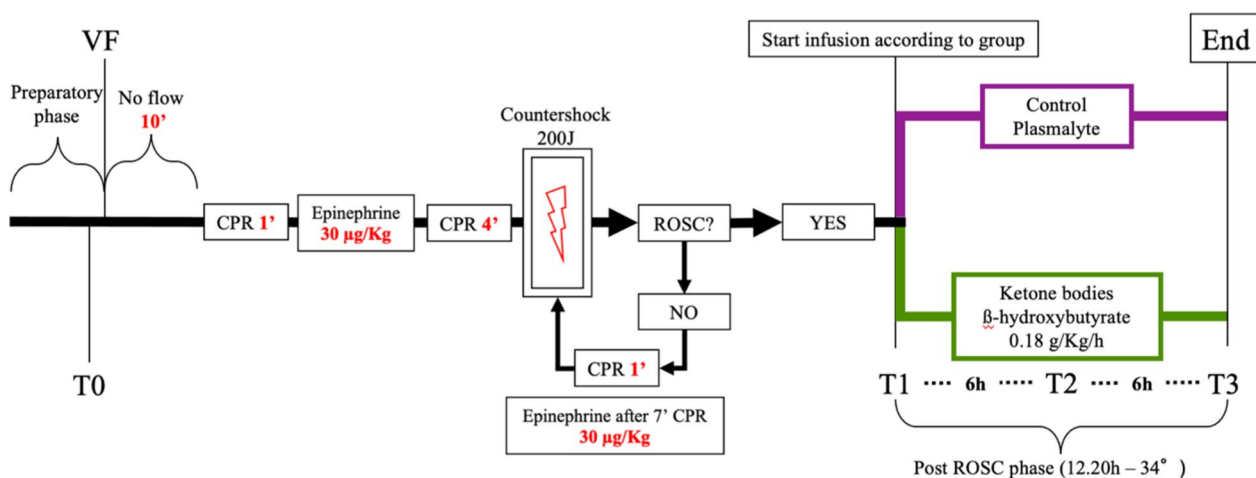 VF
Preparatory
phase
No flow
10’
T0
CPR 1’
Epinephrine
30 µg/Kg
CPR 4’
Countershock
200J
ROSC?
YES
NO
CPR 1’
Epinephrine after 7’ CPR
30 µg/Kg
Start infusion according to group
End
Control
Plasmalyte
Ketone bodies
ß-hydroxybutyrate
0.18 g/Kg/h
T1 ····· 6h ······ T2 ····· 6h ······ T3
Post ROSC phase (12.20h – 34° )